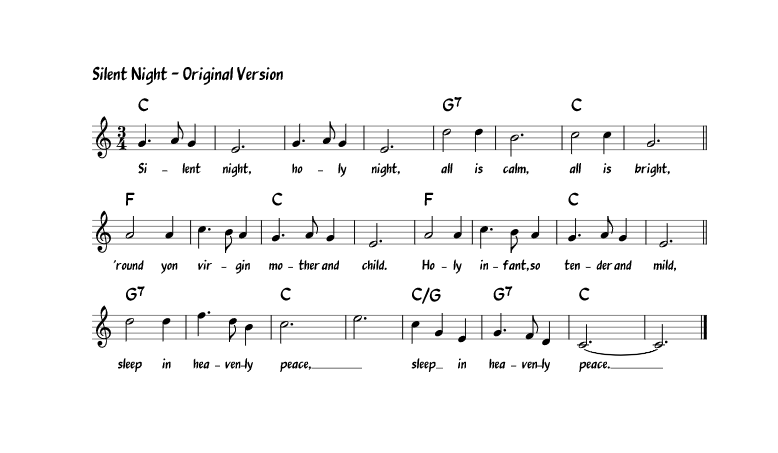 Silent Night - Original Version
C G7 C
3
4
Si - lent night, ho - ly night, all is calm, all is bright,
F C F C
'round yon vir - gin mo - ther and child. Ho - ly in - fant, so ten - der and mild,
G7 C C/G G7 C
sleep in hea - ven - ly peace, sleep in hea - ven - ly peace.